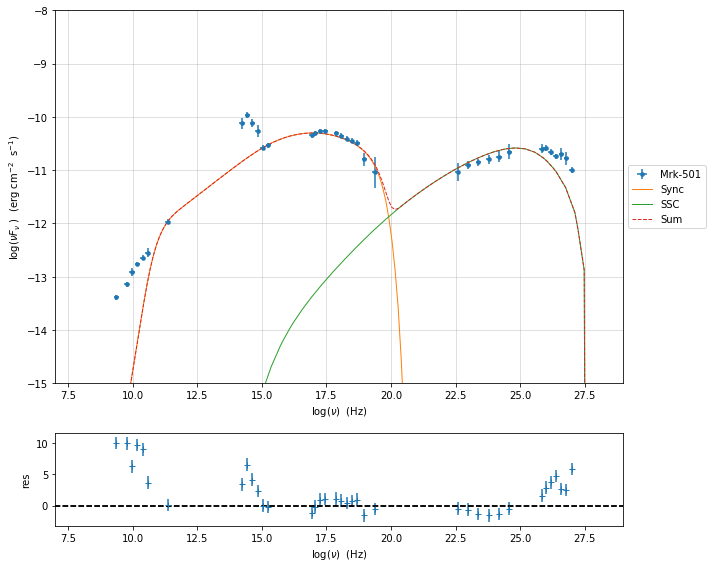 −8
−9
−10
−11
−12
−13
−14
−15
log(νF_ν ) (erg cm⁻² s⁻¹)
7.5 10.0 12.5 15.0 17.5 20.0 22.5 25.0 27.5
log(ν) (Hz)
Mrk-501
Sync
SSC
Sum
10
5
0
res
7.5 10.0 12.5 15.0 17.5 20.0 22.5 25.0 27.5
log(ν) (Hz)